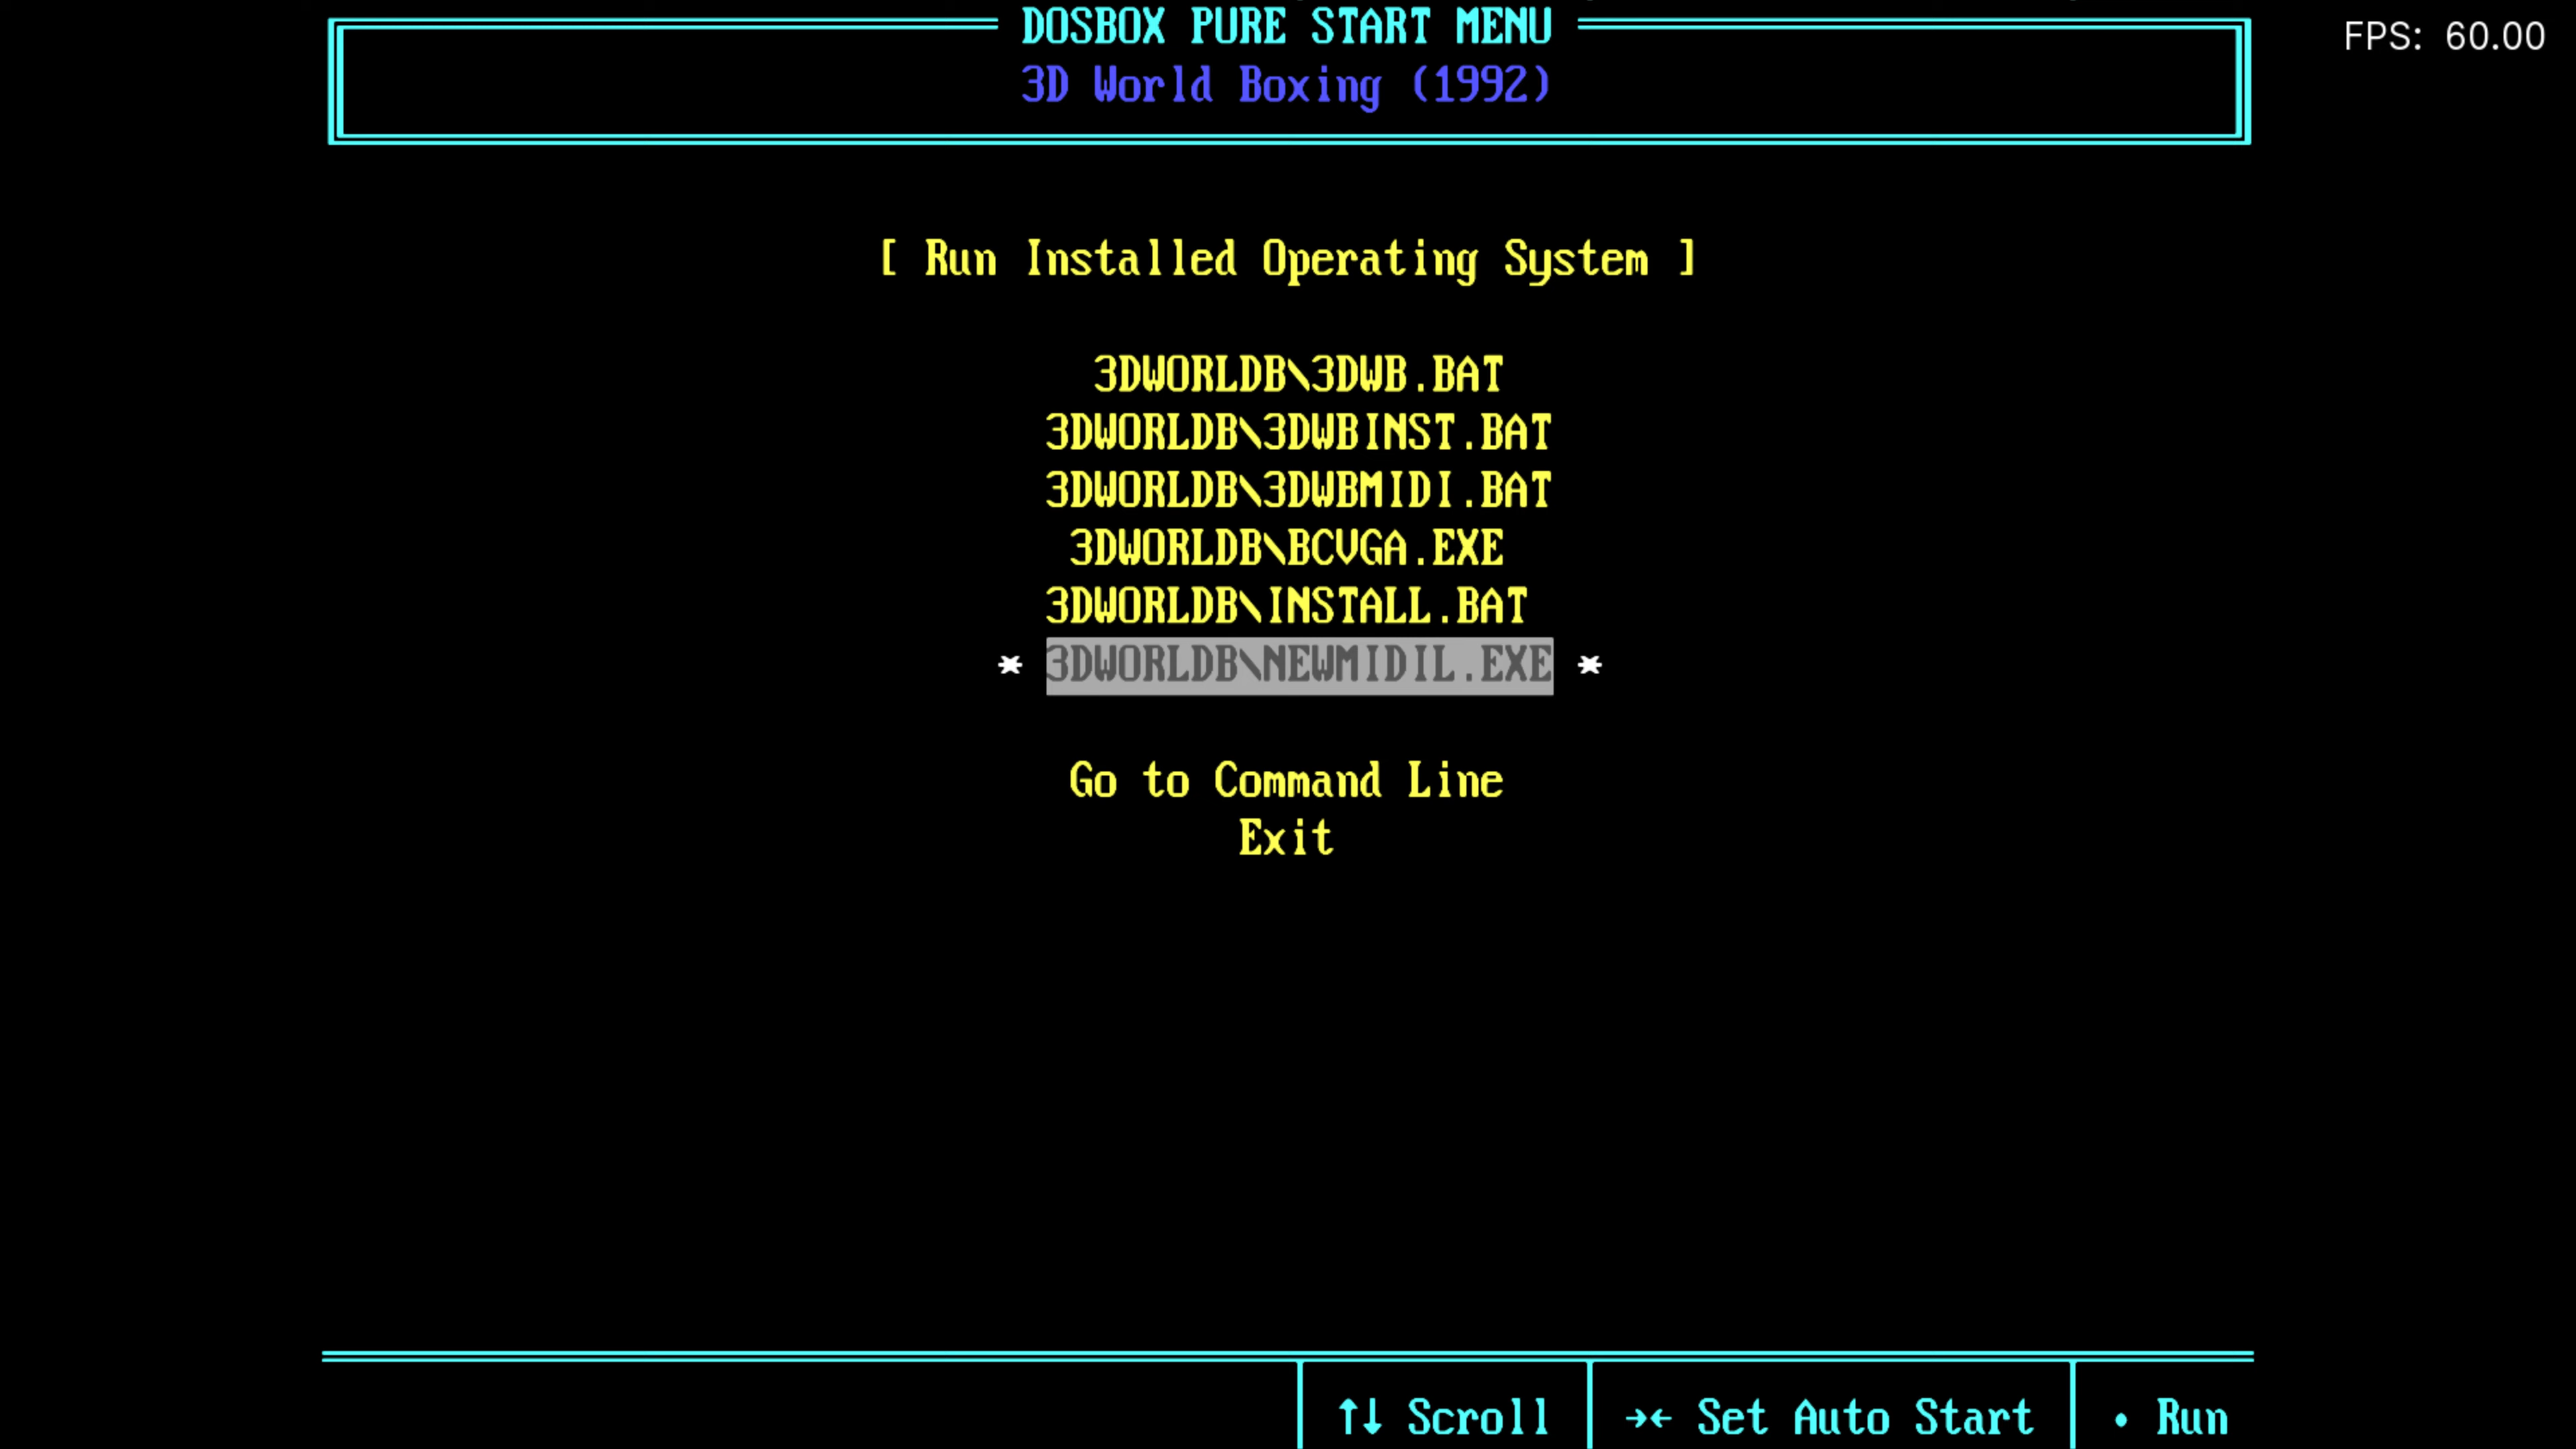 DOSBOX PURE START MENU
FPS: 60.00
3D World Boxing (1992)
[ Run Installed Operating System ]
3DWORLDB\3DWB.BAT
3DWORLDB\3DWBINST.BAT
3DWORLDB\3DWBMIDI.BAT
3DWORLDB\BCVGA.EXE
3DWORLDB\INSTALL.BAT
* 3DWORLDB\NEWMIDIL.EXE *
Go to Command Line
Exit
↑↓ Scroll →← Set Auto Start • Run